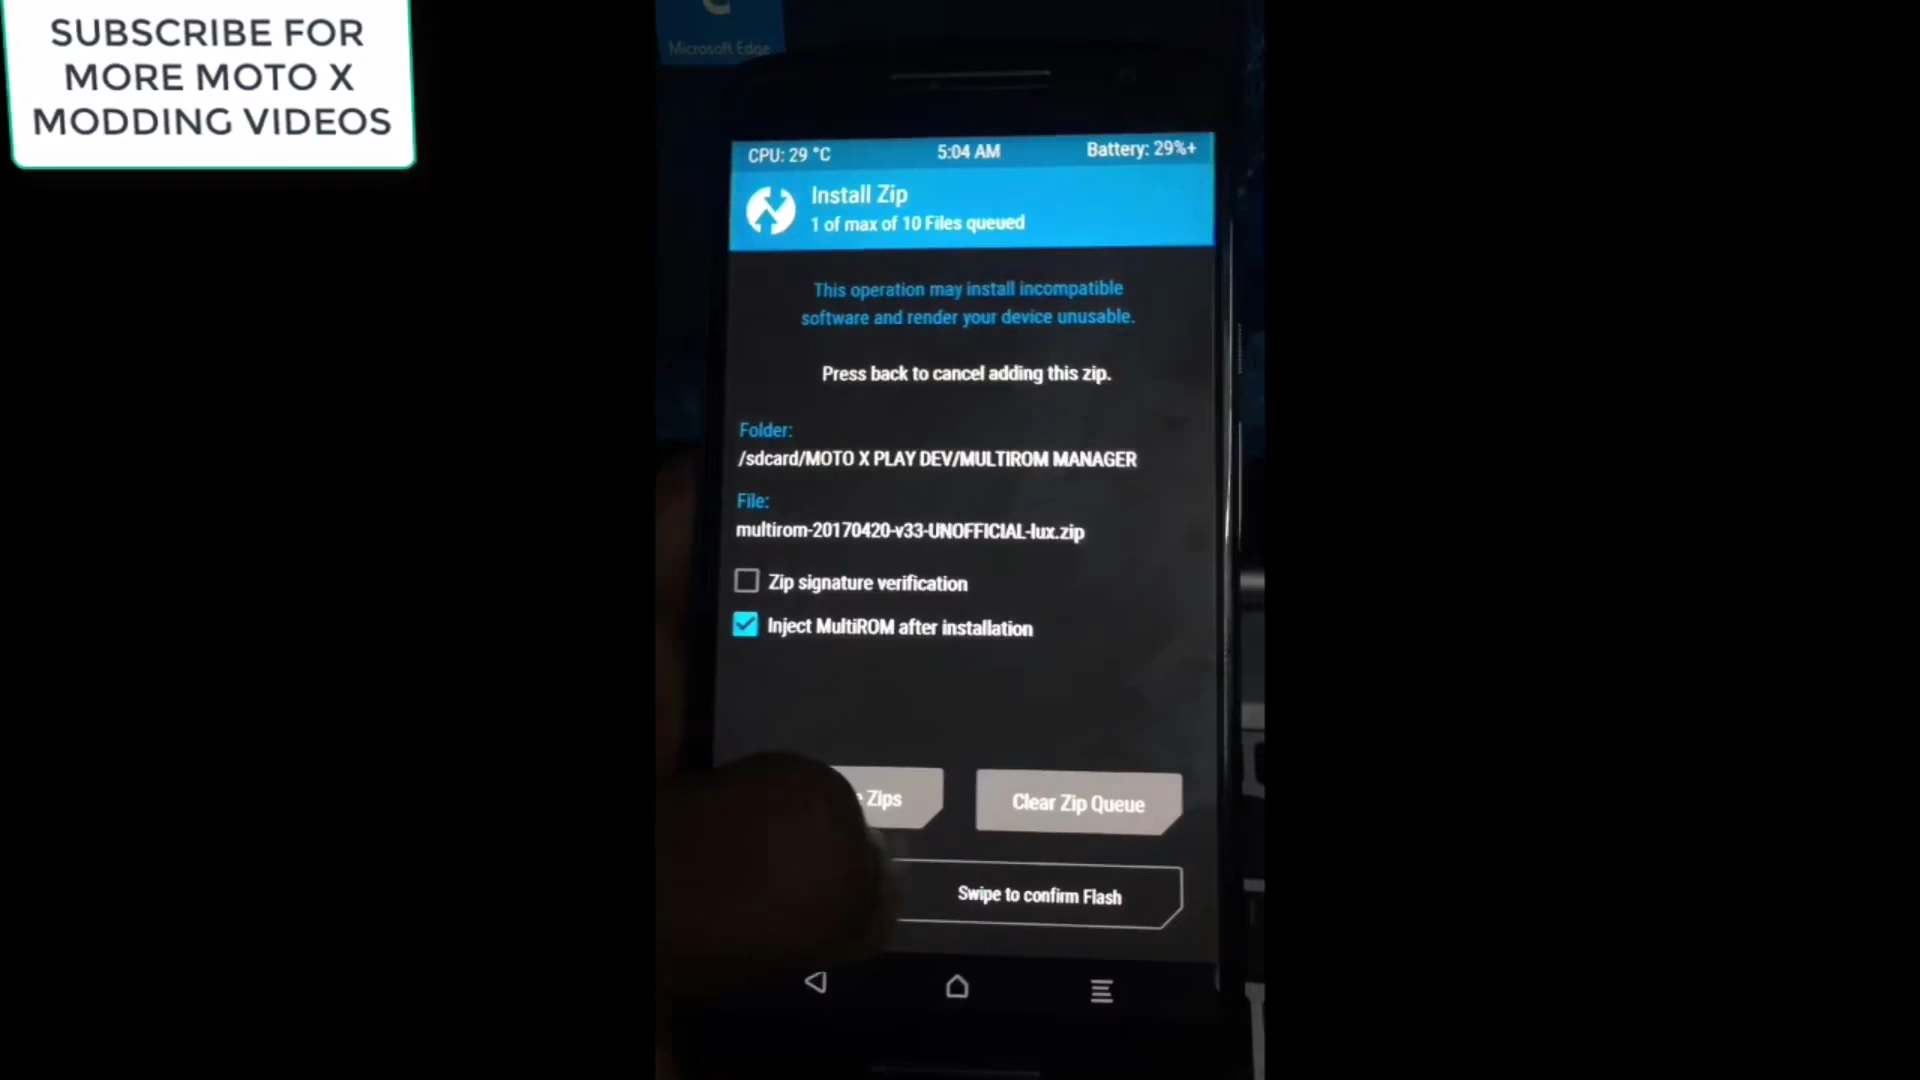 SUBSCRIBE FOR
MORE MOTO X
MODDING VIDEOS
Microsoft Edge
CPU: 29 °C 5:04 AM Battery: 29%+
Install Zip
1 of max of 10 Files queued
This operation may install incompatible
software and render your device unusable.
Press back to cancel adding this zip.
Folder:
/sdcard/MOTO X PLAY DEV/MULTIROM MANAGER
File:
multirom-20170420-v33-UNOFFICIAL-lux.zip
Zip signature verification
Inject MultiROM after installation
Zips Clear Zip Queue
Swipe to confirm Flash